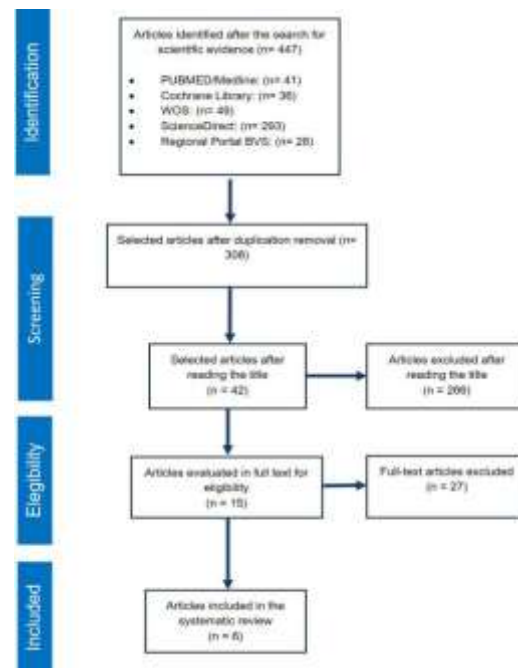 Identification
Articles identified after the search for
scientific evidence (n= 447)
• PUBMED/Medline: (n= 41)
• Cochrane Library: (n= 36)
• WOS: (n= 49)
• ScienceDirect: (n= 293)
• Regional Portal BVS: (n= 28)
Screening
Selected articles after duplication removal (n=
308)
Selected articles after
reading the title
(n = 42)
Articles excluded after
reading the title
(n = 266)
Elegibility
Articles evaluated in full text for
eligibility
(n = 15)
Full-text articles excluded
(n = 27)
Included
Articles included in the
systematic review
(n = 6)